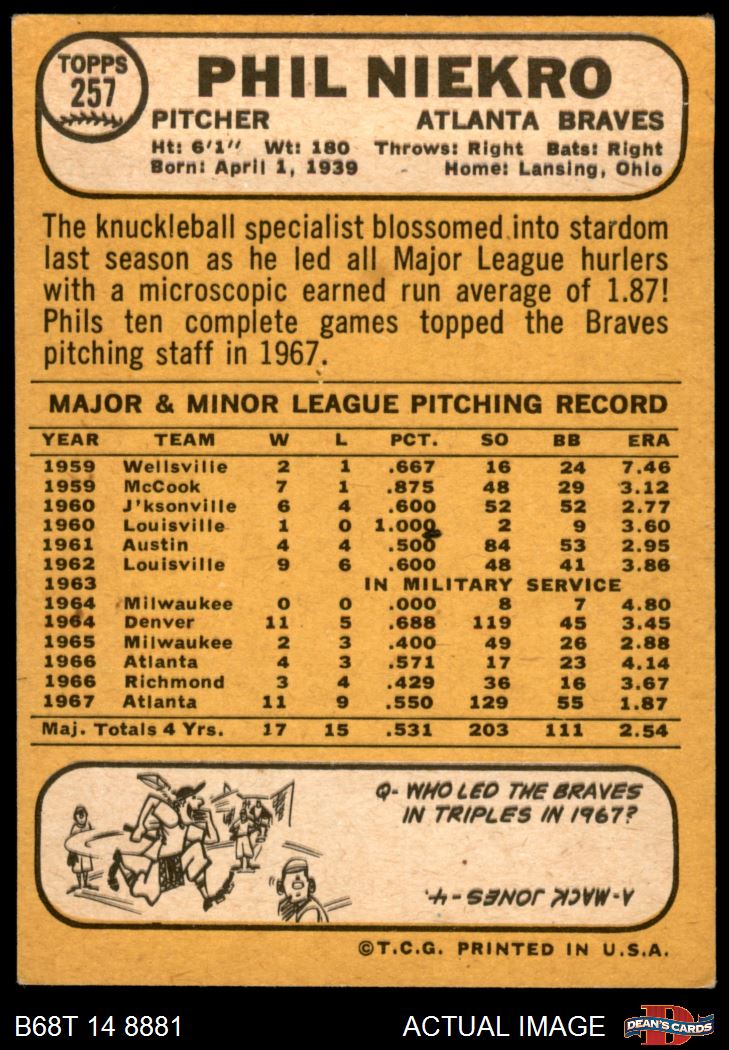 TOPPS
257
PHIL NIEKRO
PITCHER ATLANTA BRAVES
Ht: 6'1" Wt: 180 Throws: Right Bats: Right
Born: April 1, 1939 Home: Lansing, Ohio
The knuckleball specialist blossomed into stardom
last season as he led all Major League hurlers
with a microscopic earned run average of 1.87!
Phils ten complete games topped the Braves
pitching staff in 1967.
MAJOR & MINOR LEAGUE PITCHING RECORD
YEAR TEAM W L PCT. SO BB ERA
1959 Wellsville 2 1 .667 16 24 7.46
1959 McCook 7 1 .875 48 29 3.12
1960 J'ksonville 6 4 .600 52 52 2.77
1960 Louisville 1 0 1.000 2 9 3.60
1961 Austin 4 4 .500 84 53 2.95
1962 Louisville 9 6 .600 48 41 3.86
1963 IN MILITARY SERVICE
1964 Milwaukee 0 0 .000 8 7 4.80
1964 Denver 11 5 .688 119 45 3.45
1965 Milwaukee 2 3 .400 49 26 2.88
1966 Atlanta 4 3 .571 17 23 4.14
1966 Richmond 3 4 .429 36 16 3.67
1967 Atlanta 11 9 .550 129 55 1.87
Maj. Totals 4 Yrs. 17 15 .531 203 111 2.54
Q- WHO LED THE BRAVES
IN TRIPLES IN 1967?
A- MACK JONES - 4.
©T.C.G. PRINTED IN U.S.A.
B68T 14 8881 ACTUAL IMAGE D DEAN'S CARDS